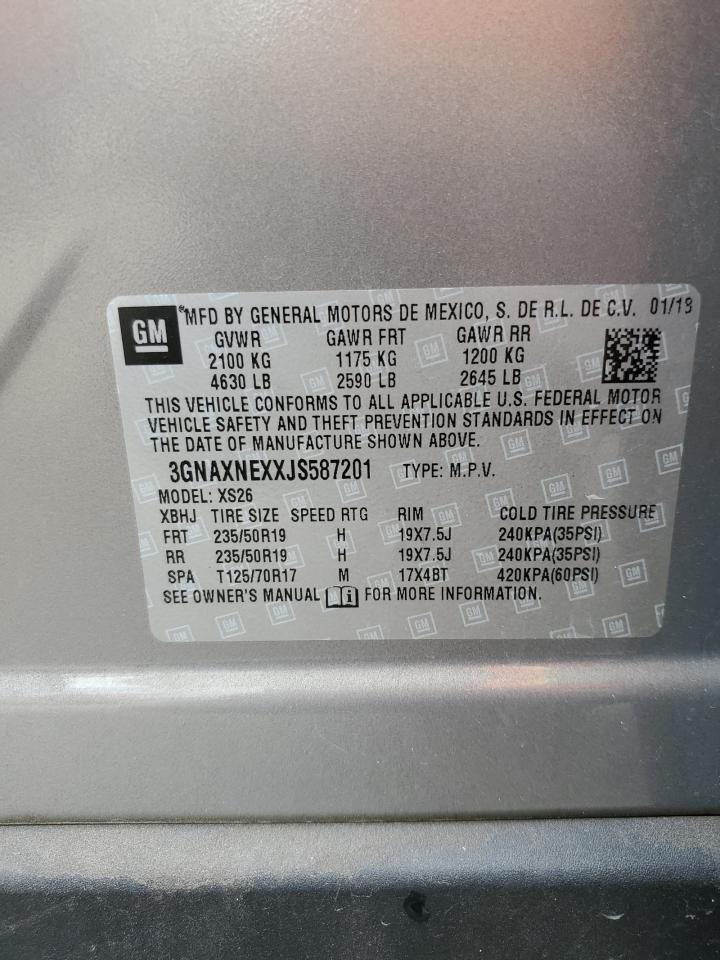 GM
*MFD BY GENERAL MOTORS DE MEXICO, S. DE R.L. DE C.V. 01/18
GVWR GAWR FRT GAWR RR
2100 KG 1175 KG 1200 KG
4630 LB 2590 LB 2645 LB
THIS VEHICLE CONFORMS TO ALL APPLICABLE U.S. FEDERAL MOTOR
VEHICLE SAFETY AND THEFT PREVENTION STANDARDS IN EFFECT ON
THE DATE OF MANUFACTURE SHOWN ABOVE.
3GNAXNEXXJS587201 TYPE: M.P.V.
MODEL: XS26
XBHJ TIRE SIZE SPEED RTG RIM COLD TIRE PRESSURE
FRT 235/50R19 H 19X7.5J 240KPA(35PSI)
RR 235/50R19 H 19X7.5J 240KPA(35PSI)
SPA T125/70R17 M 17X4BT 420KPA(60PSI)
SEE OWNER'S MANUAL i FOR MORE INFORMATION.